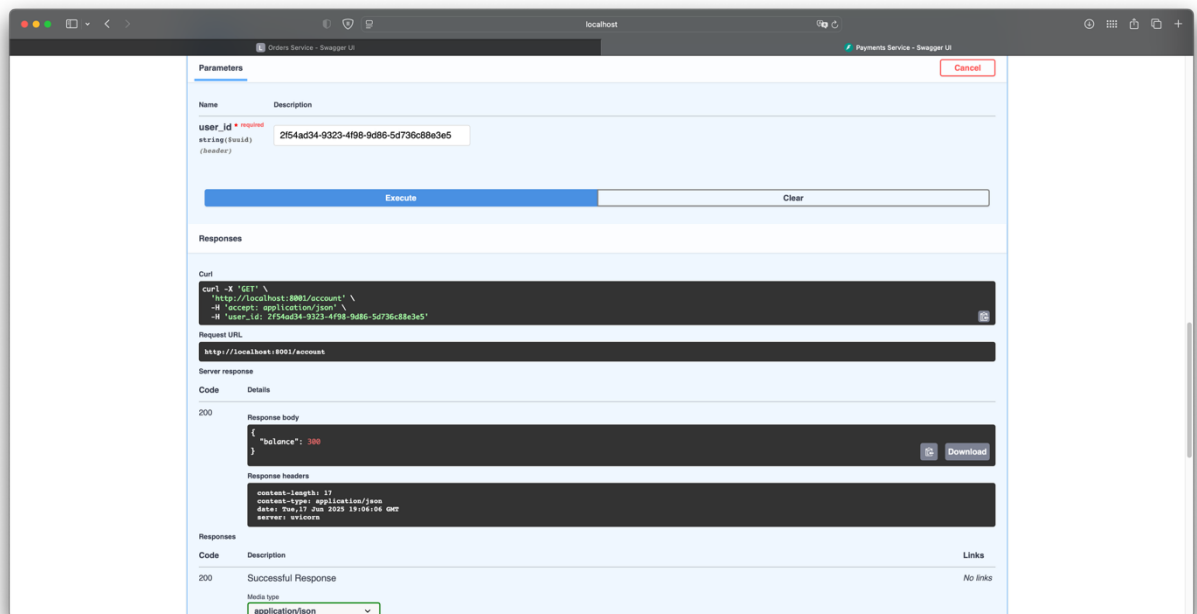 localhost
L Orders Service – Swagger UI
Payments Service – Swagger UI
Parameters
Cancel
Name Description
user_id * required
string($uuid)
(header)
2f54ad34-9323-4f98-9d86-5d736c88e3e5
Execute
Clear
Responses
Curl
curl -X 'GET' \
'http://localhost:8001/account' \
-H 'accept: application/json' \
-H 'user_id: 2f54ad34-9323-4f98-9d86-5d736c88e3e5'
Request URL
http://localhost:8001/account
Server response
Code Details
200
Response body
{
"balance": 300
}
Download
Response headers
content-length: 17
content-type: application/json
date: Tue,17 Jun 2025 19:06:06 GMT
server: uvicorn
Responses
Code Description Links
200 Successful Response No links
Media type
application/json